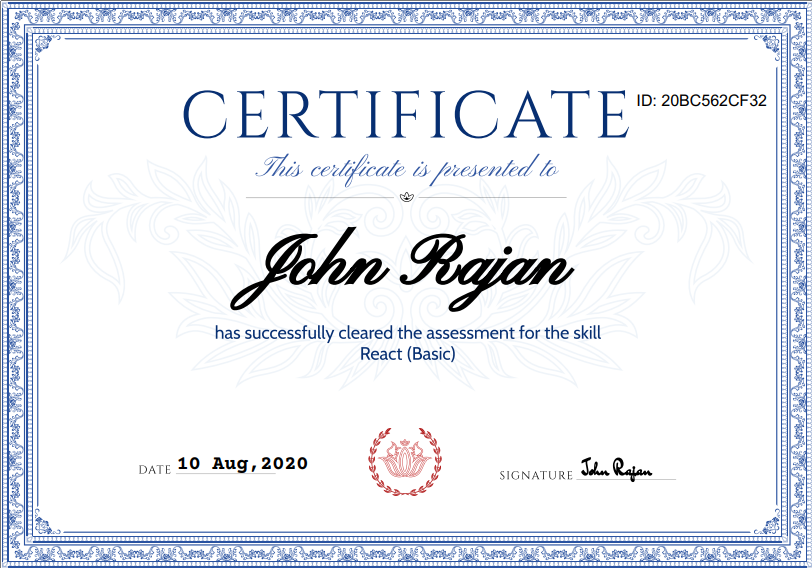 CERTIFICATE
ID: 20BC562CF32
This certificate is presented to
John Rajan
has successfully cleared the assessment for the skill
React (Basic)
DATE 10 Aug,2020
SIGNATURE John Rajan